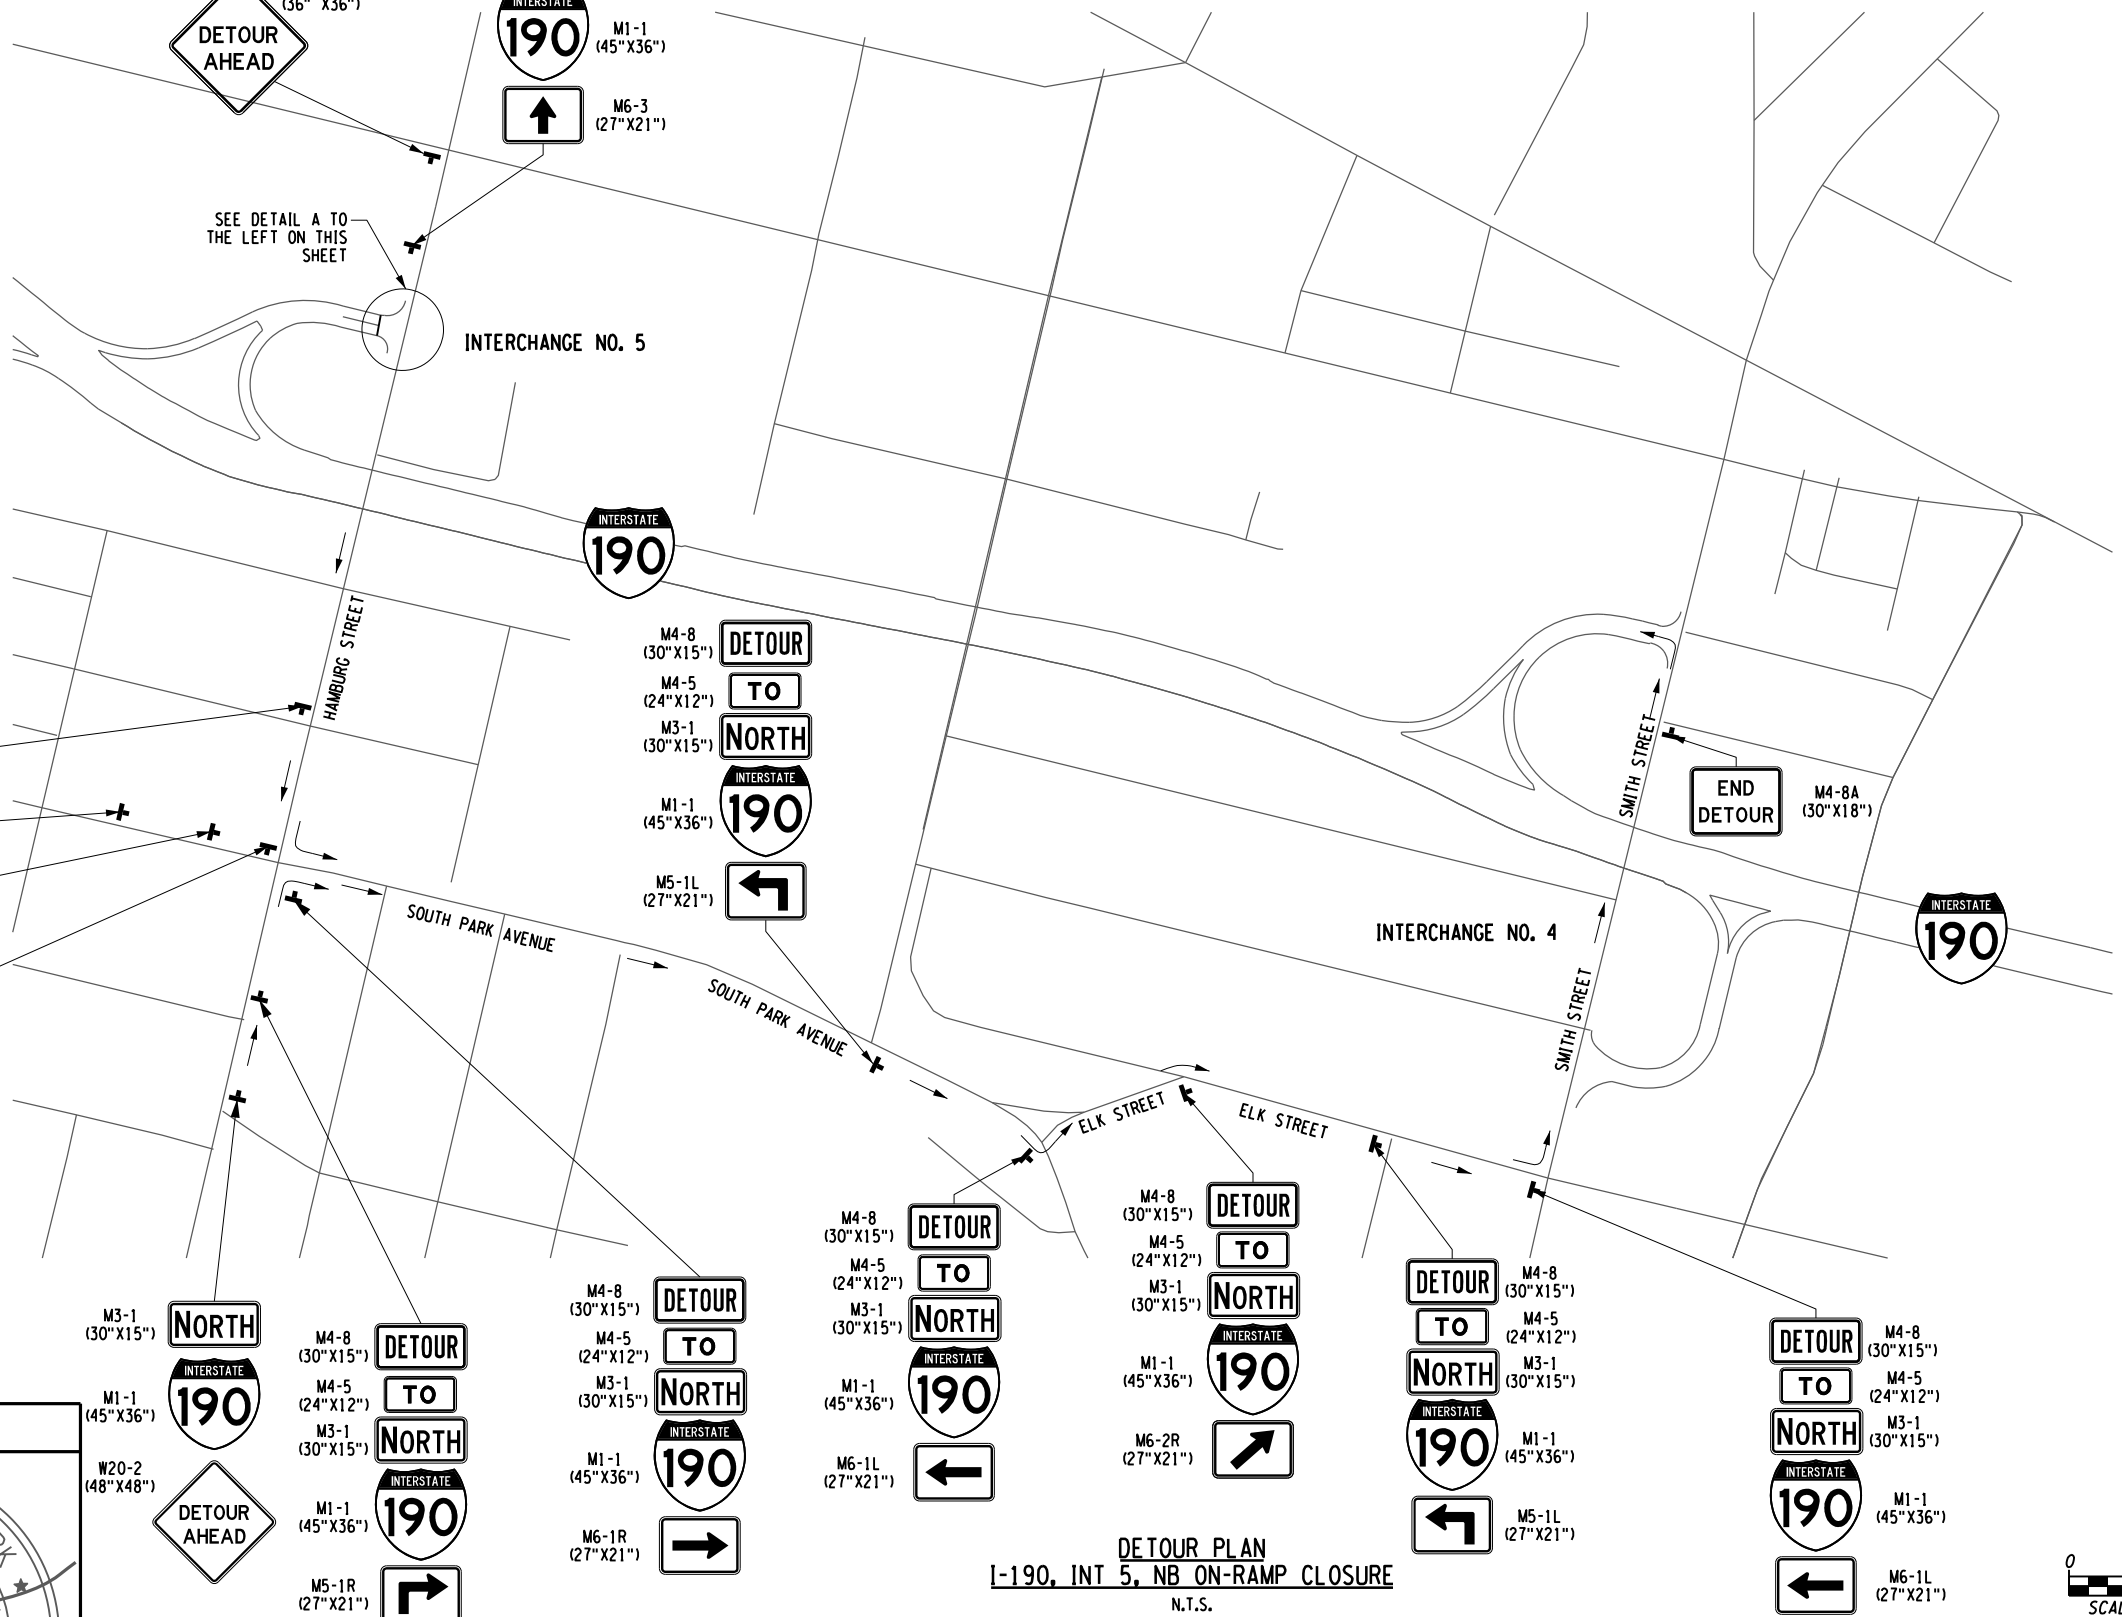 (36" X36")
DETOUR
AHEAD
INTERSTATE
190
M1-1
(45"X36")
M6-3
(27"X21")
SEE DETAIL A TO
THE LEFT ON THIS
SHEET
INTERCHANGE NO. 5
INTERSTATE
190
HAMBURG STREET
M4-8
(30"X15")
DETOUR
M4-5
(24"X12")
TO
M3-1
(30"X15")
NORTH
M1-1
(45"X36")
INTERSTATE
190
M5-1L
(27"X21")
SMITH STREET
END
DETOUR
M4-8A
(30"X18")
SOUTH PARK AVENUE
SOUTH PARK AVENUE
INTERCHANGE NO. 4
INTERSTATE
190
SMITH STREET
ELK STREET
ELK STREET
M3-1
(30"X15")
NORTH
M1-1
(45"X36")
INTERSTATE
190
W20-2
(48"X48")
DETOUR
AHEAD
M4-8
(30"X15")
DETOUR
M4-5
(24"X12")
TO
M3-1
(30"X15")
NORTH
M1-1
(45"X36")
INTERSTATE
190
M5-1R
(27"X21")
M4-8
(30"X15")
DETOUR
M4-5
(24"X12")
TO
M3-1
(30"X15")
NORTH
M1-1
(45"X36")
INTERSTATE
190
M6-1R
(27"X21")
M4-8
(30"X15")
DETOUR
M4-5
(24"X12")
TO
M3-1
(30"X15")
NORTH
M1-1
(45"X36")
INTERSTATE
190
M6-1L
(27"X21")
M4-8
(30"X15")
DETOUR
M4-5
(24"X12")
TO
M3-1
(30"X15")
NORTH
M1-1
(45"X36")
INTERSTATE
190
M6-2R
(27"X21")
DETOUR
M4-8
(30"X15")
TO
M4-5
(24"X12")
NORTH
M3-1
(30"X15")
INTERSTATE
190
M1-1
(45"X36")
M5-1L
(27"X21")
DETOUR
M4-8
(30"X15")
TO
M4-5
(24"X12")
NORTH
M3-1
(30"X15")
INTERSTATE
190
M1-1
(45"X36")
M6-1L
(27"X21")
DETOUR PLAN
I-190, INT 5, NB ON-RAMP CLOSURE
N.T.S.
0